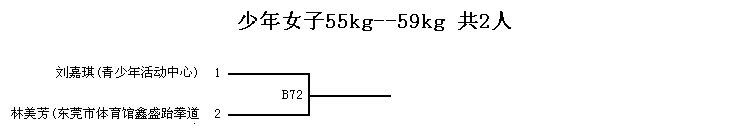 少年女子55kg--59kg 共2人
刘嘉琪(青少年活动中心) 1
B72
林美芳(东莞市体育馆鑫盛跆拳道 2